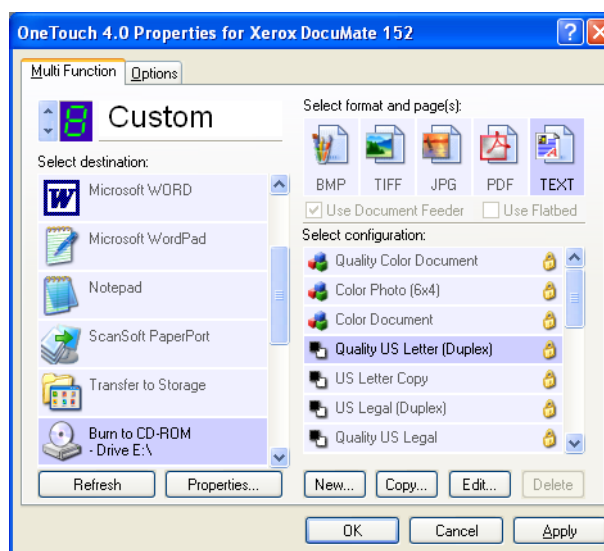 OneTouch 4.0 Properties for Xerox DocuMate 152
Multi Function
Options
8
Custom
Select destination:
Microsoft WORD
Microsoft WordPad
Notepad
ScanSoft PaperPort
Transfer to Storage
Burn to CD-ROM
- Drive E:\
Refresh
Properties...
Select format and page(s):
BMP
TIFF
JPG
PDF
TEXT
Use Document Feeder
Use Flatbed
Select configuration:
Quality Color Document
Color Photo (6x4)
Color Document
Quality US Letter (Duplex)
US Letter Copy
US Legal (Duplex)
Quality US Legal
New...
Copy...
Edit...
Delete
OK
Cancel
Apply